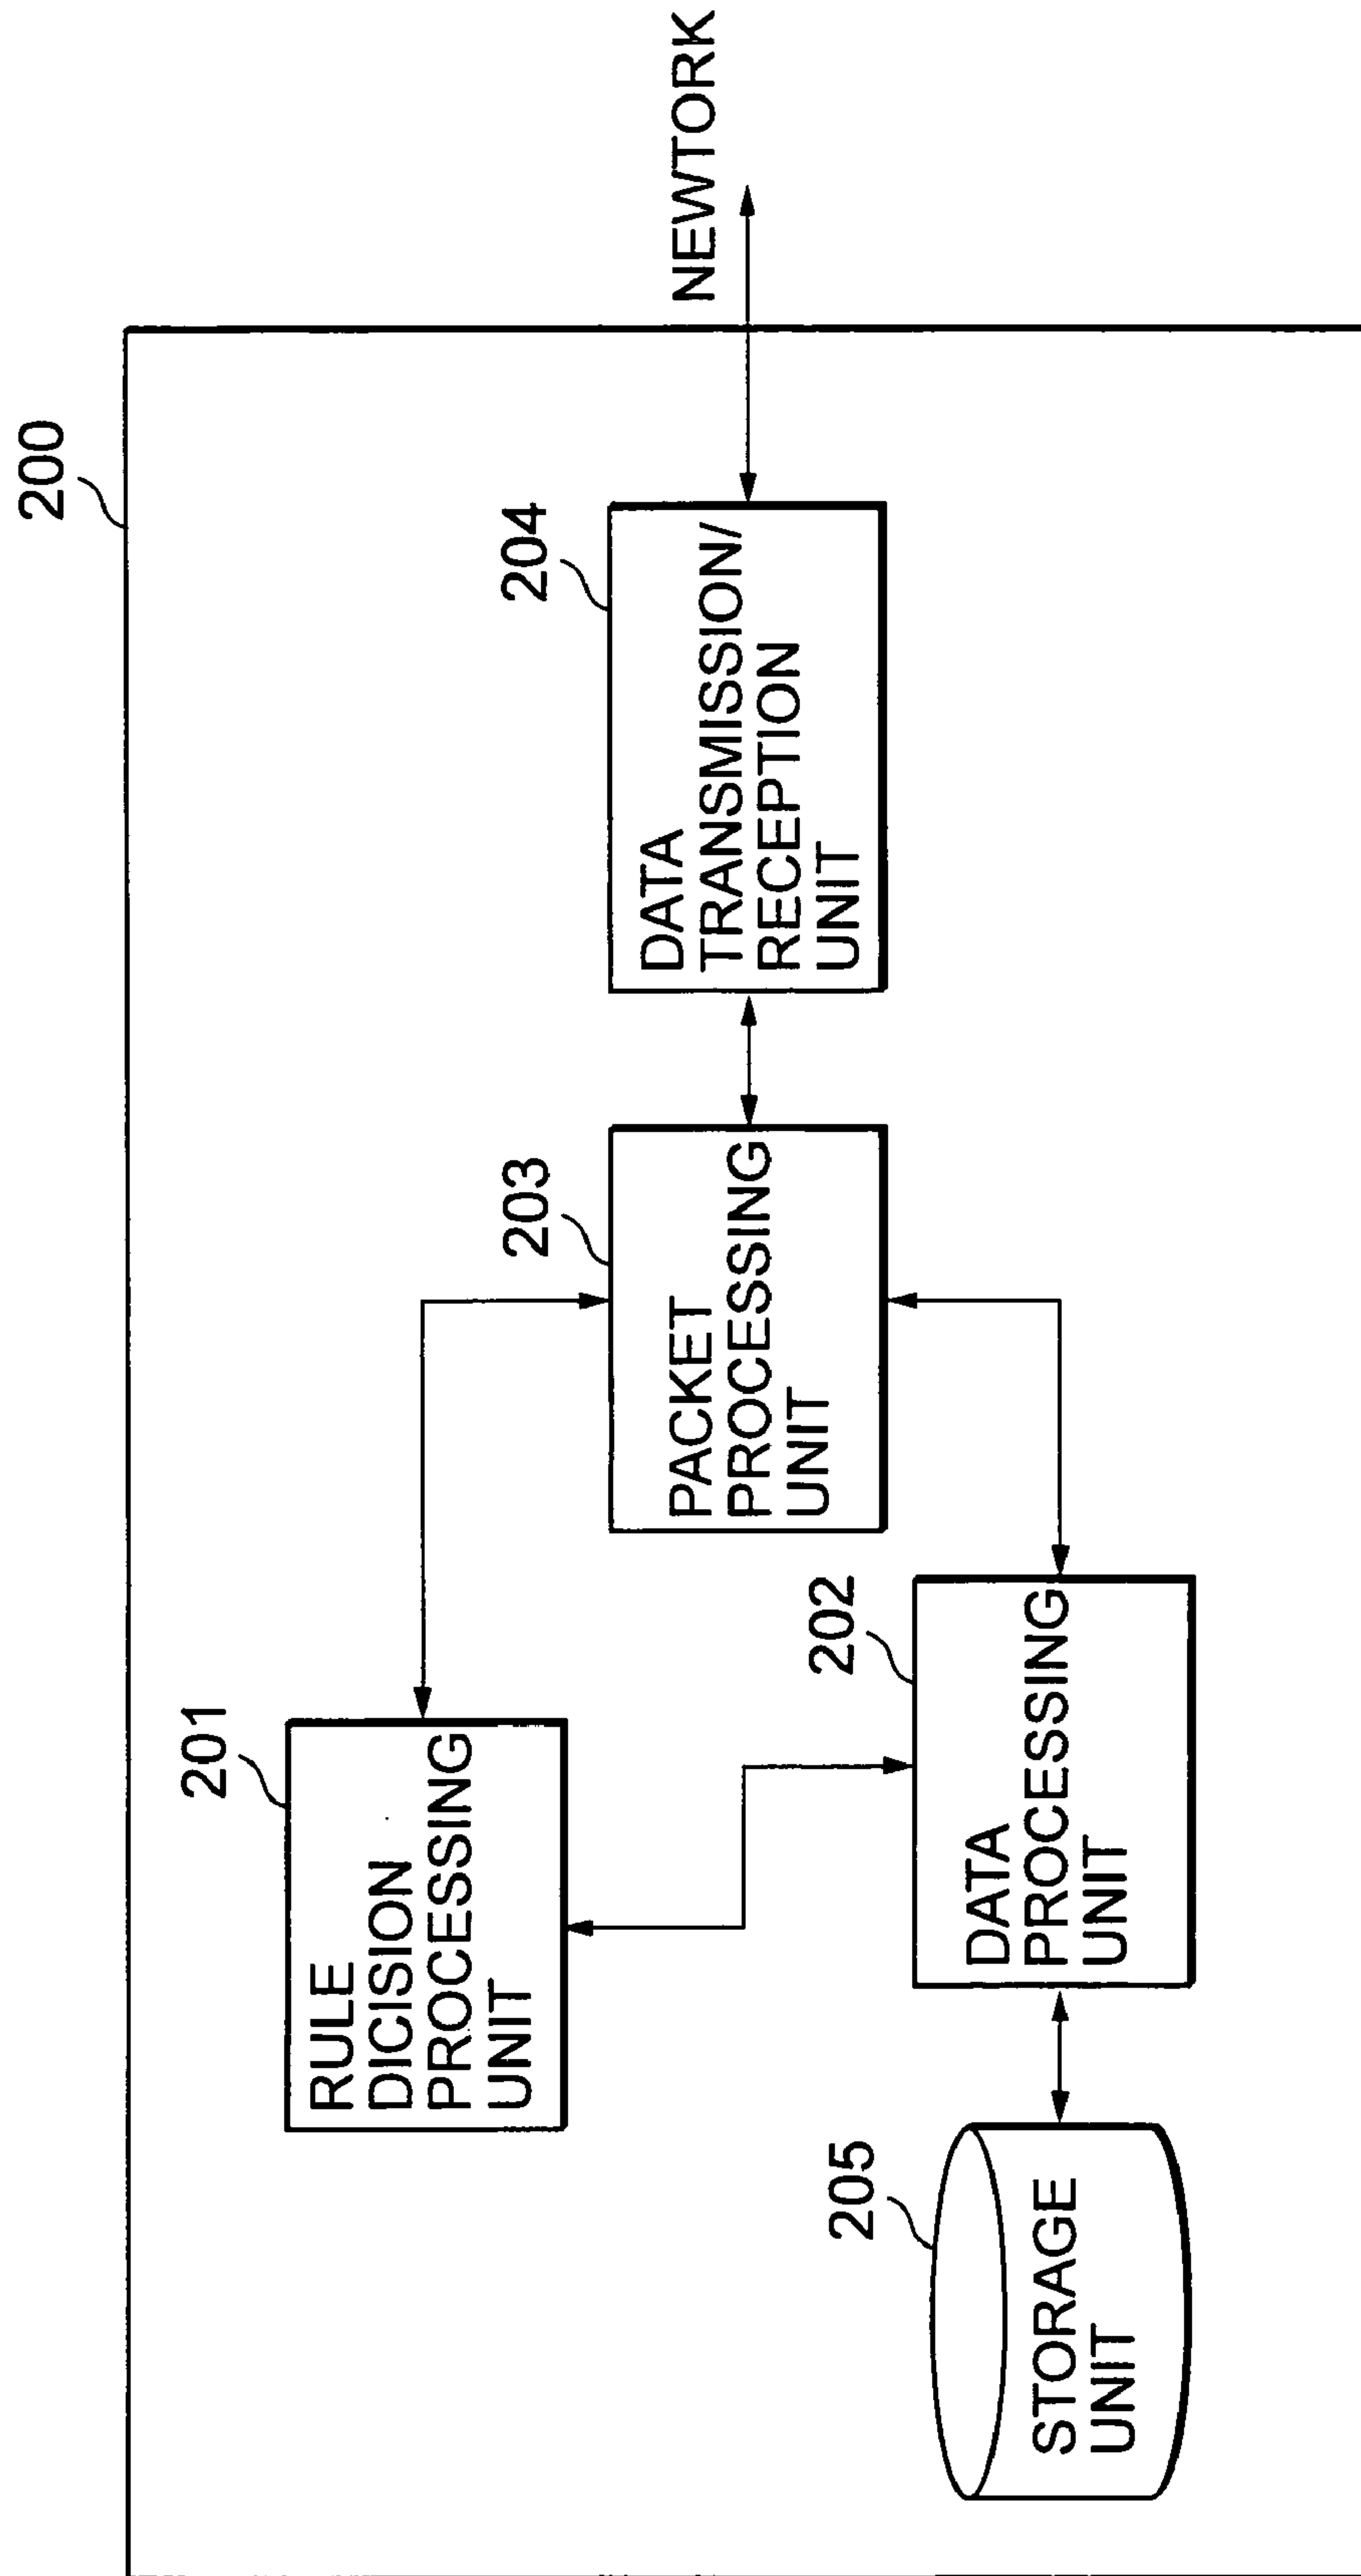 200
201
RULE
DICISION
PROCESSING
UNIT
203
PACKET
PROCESSING
UNIT
204
DATA
TRANSMISSION/
RECEPTION
UNIT
NEWTORK
205
STORAGE
UNIT
202
DATA
PROCESSING
UNIT